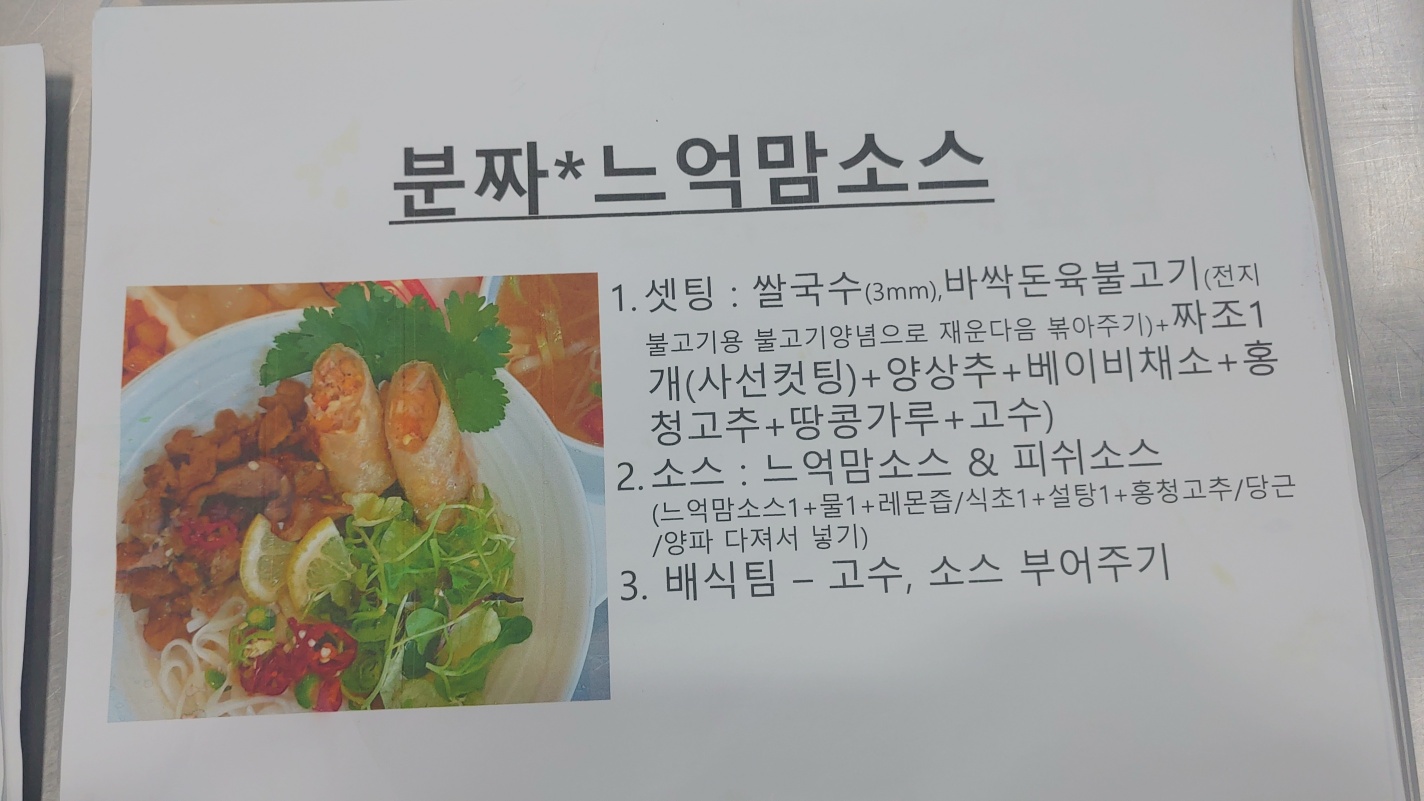 분짜*느억맘소스
1. 셋팅 : 쌀국수(3mm),바싹돈육불고기(전지
불고기용 불고기양념으로 재운다음 볶아주기)+짜조1
개(사선컷팅)+양상추+베이비채소+홍
청고추+땅콩가루+고수)
2. 소스 : 느억맘소스 & 피쉬소스
(느억맘소스1+물1+레몬즙/식초1+설탕1+홍청고추/당근
/양파 다져서 넣기)
3. 배식팀 – 고수, 소스 부어주기